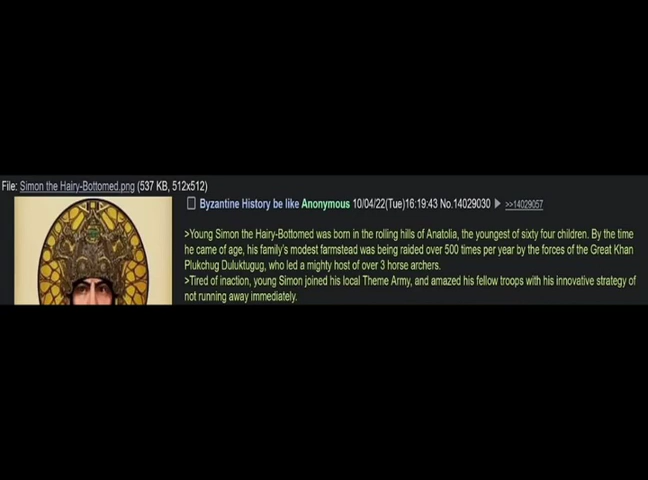 File: Simon the Hairy-Bottomed.png (537 KB, 512x512)
Byzantine History be like Anonymous 10/04/22(Tue)16:19:43 No.14029030 ▶ >>14029057
>Young Simon the Hairy-Bottomed was born in the rolling hills of Anatolia, the youngest of sixty four children. By the time
he came of age, his family's modest farmstead was being raided over 500 times per year by the forces of the Great Khan
Plukchug Duluktugug, who led a mighty host of over 3 horse archers.
>Tired of inaction, young Simon joined his local Theme Army, and amazed his fellow troops with his innovative strategy of
not running away immediately.